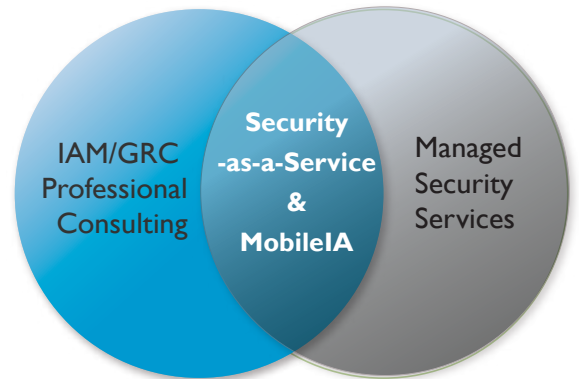 IAM/GRC
Professional
Consulting
Security
-as-a-Service
&
MobileIA
Managed
Security
Services